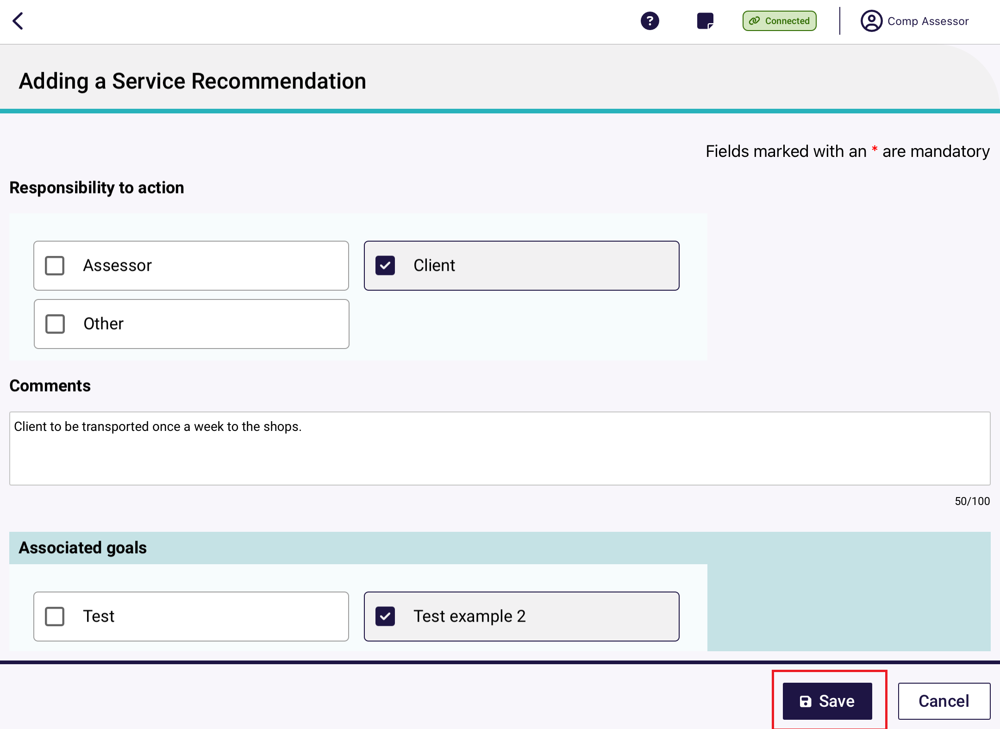 ?
Connected
Comp Assessor
Adding a Service Recommendation
Fields marked with an * are mandatory
Responsibility to action
Assessor
Client
Other
Comments
Client to be transported once a week to the shops.
50/100
Associated goals
Test
Test example 2
Save
Cancel